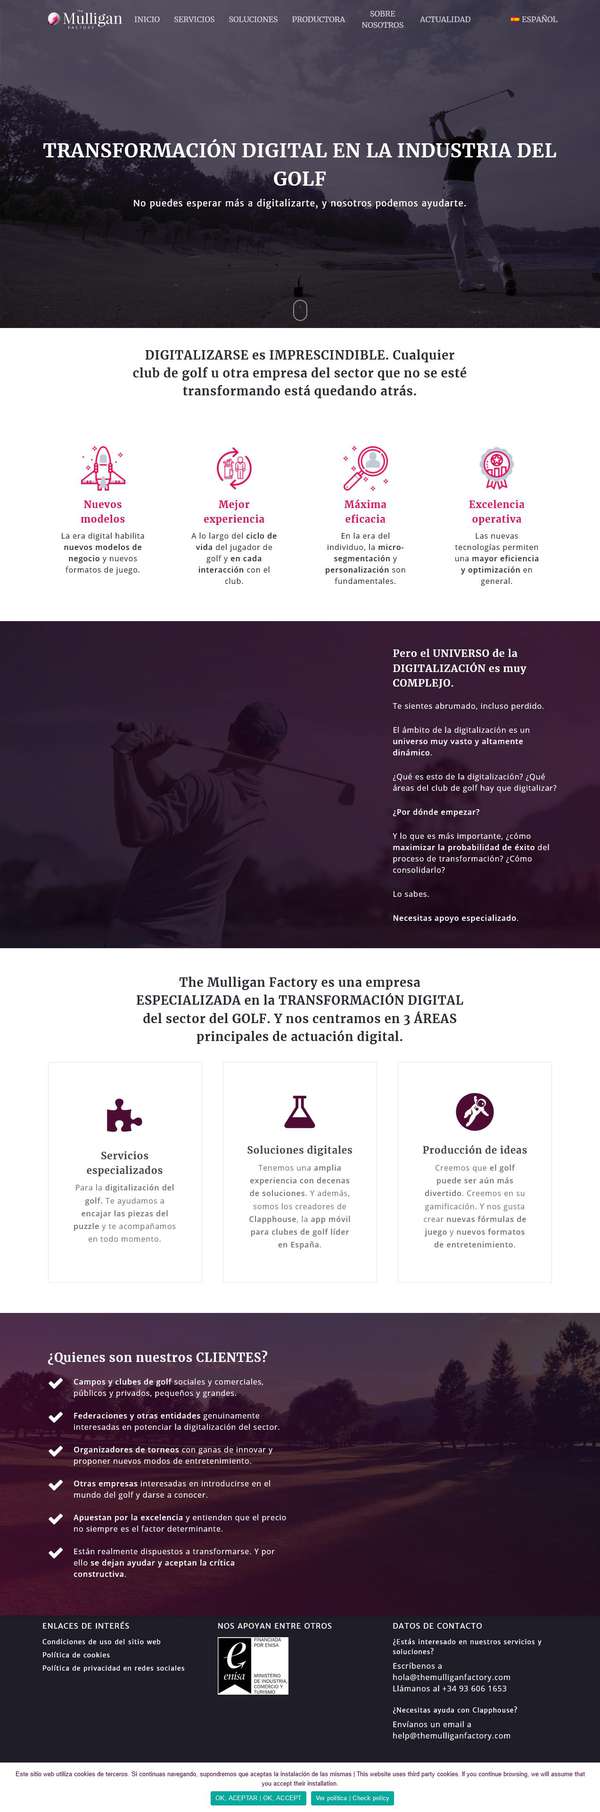 The
Mulligan
FACTORY
INICIO
SERVICIOS
SOLUCIONES
PRODUCTORA
SOBRE
NOSOTROS
ACTUALIDAD
ESPAÑOL
TRANSFORMACIÓN DIGITAL EN LA INDUSTRIA DEL
GOLF
No puedes esperar más a digitalizarte, y nosotros podemos ayudarte.
DIGITALIZARSE es IMPRESCINDIBLE. Cualquier
club de golf u otra empresa del sector que no se esté
transformando está quedando atrás.
Nuevos
modelos
La era digital habilita
nuevos modelos de
negocio y nuevos
formatos de juego.
Mejor
experiencia
A lo largo del ciclo de
vida del jugador de
golf y en cada
interacción con el
club.
Máxima
eficacia
En la era del
individuo, la micro-
segmentación y
personalización son
fundamentales.
Excelencia
operativa
Las nuevas
tecnologías permiten
una mayor eficiencia
y optimización en
general.
Pero el UNIVERSO de la
DIGITALIZACIÓN es muy
COMPLEJO.
Te sientes abrumado, incluso perdido.
El ámbito de la digitalización es un
universo muy vasto y altamente
dinámico.
¿Qué es esto de la digitalización? ¿Qué
áreas del club de golf hay que digitalizar?
¿Por dónde empezar?
Y lo que es más importante, ¿cómo
maximizar la probabilidad de éxito del
proceso de transformación? ¿Cómo
consolidarlo?
Lo sabes.
Necesitas apoyo especializado.
The Mulligan Factory es una empresa
ESPECIALIZADA en la TRANSFORMACIÓN DIGITAL
del sector del GOLF. Y nos centramos en 3 ÁREAS
principales de actuación digital.
Servicios
especializados
Para la digitalización del
golf. Te ayudamos a
encajar las piezas del
puzzle y te acompañamos
en todo momento.
Soluciones digitales
Tenemos una amplia
experiencia con decenas
de soluciones. Y además,
somos los creadores de
Clapphouse, la app móvil
para clubes de golf líder
en España.
Producción de ideas
Creemos que el golf
puede ser aún más
divertido. Creemos en su
gamificación. Y nos gusta
crear nuevas fórmulas de
juego y nuevos formatos
de entretenimiento.
¿Quienes son nuestros CLIENTES?
Campos y clubes de golf sociales y comerciales,
públicos y privados, pequeños y grandes.
Federaciones y otras entidades genuinamente
interesadas en potenciar la digitalización del sector.
Organizadores de torneos con ganas de innovar y
proponer nuevos modos de entretenimiento.
Otras empresas interesadas en introducirse en el
mundo del golf y darse a conocer.
Apuestan por la excelencia y entienden que el precio
no siempre es el factor determinante.
Están realmente dispuestos a transformarse. Y por
ello se dejan ayudar y aceptan la crítica
constructiva.
ENLACES DE INTERÉS
Condiciones de uso del sitio web
Política de cookies
Política de privacidad en redes sociales
NOS APOYAN ENTRE OTROS
FINANCIADA
POR ENISA
e
enisa
MINISTERIO
DE INDUSTRIA,
COMERCIO Y
TURISMO
DATOS DE CONTACTO
¿Estás interesado en nuestros servicios y
soluciones?
Escríbenos a
hola@themulliganfactory.com
Llámanos al +34 93 606 1653
¿Necesitas ayuda con Clapphouse?
Envíanos un email a
help@themulliganfactory.com
Este sitio web utiliza cookies de terceros. Si continuas navegando, supondremos que aceptas la instalación de las mismas | This website uses third party cookies. If you continue browsing, we will assume that
you accept their installation.
OK, ACEPTAR | OK, ACCEPT
Ver política | Check policy